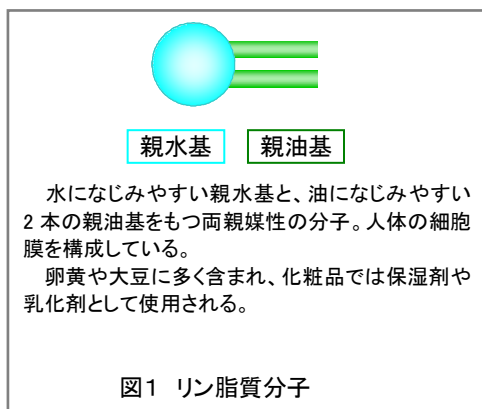 親水基 親油基
水になじみやすい親水基と、油になじみやすい
2本の親油基をもつ両親媒性の分子。人体の細胞
膜を構成している。
卵黄や大豆に多く含まれ、化粧品では保湿剤や
乳化剤として使用される。
図1 リン脂質分子